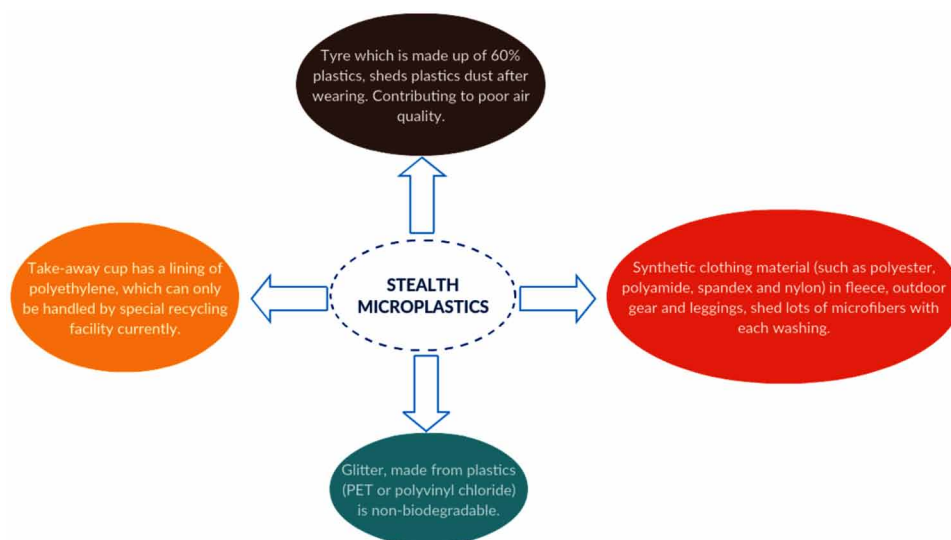 Tyre which is made up of 60%
plastics, sheds plastics dust after
wearing. Contributing to poor air
quality.
Take-away cup has a lining of
polyethylene, which can only
be handled by special recycling
facility currently.
STEALTH
MICROPLASTICS
Synthetic clothing material (such as polyester,
polyamide, spandex and nylon) in fleece, outdoor
gear and leggings, shed lots of microfibers with
each washing.
Glitter, made from plastics
(PET or polyvinyl chloride)
is non-biodegradable.